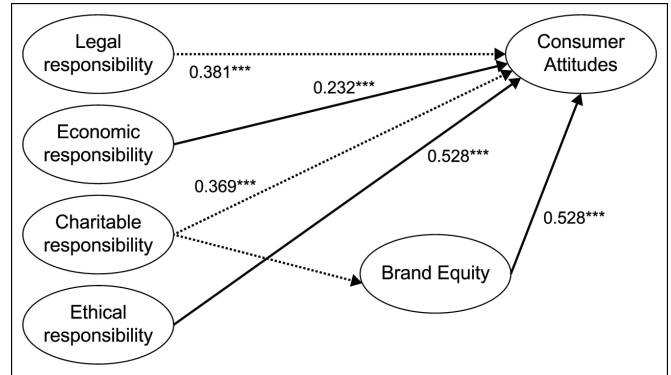 Legal
responsibility
Consumer
Attitudes
0.381***
0.232***
Economic
responsibility
0.528***
0.369***
Charitable
responsibility
0.528***
Brand Equity
Ethical
responsibility